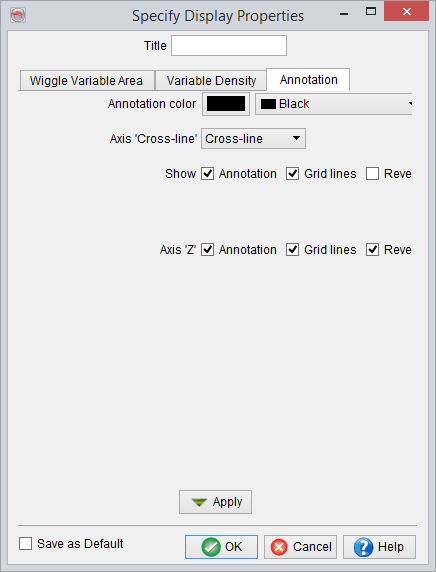 Specify Display Properties
Title
Wiggle Variable Area Variable Density Annotation
Annotation color Black
Axis 'Cross-line' Cross-line
Show Annotation Grid lines Reve
Axis 'Z' Annotation Grid lines Reve
Apply
Save as Default OK Cancel Help